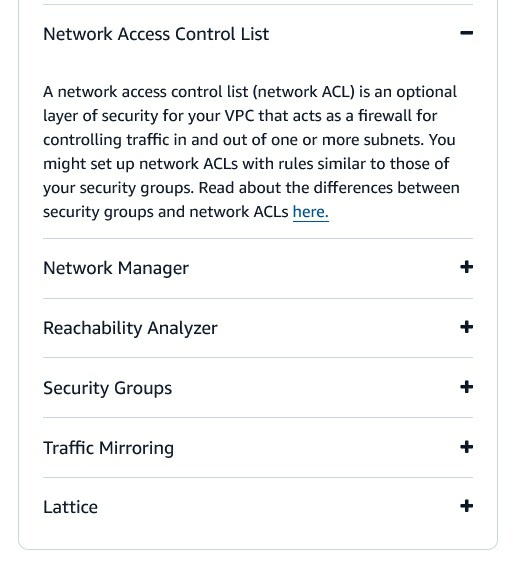 Network Access Control List
A network access control list (network ACL) is an optional
layer of security for your VPC that acts as a firewall for
controlling traffic in and out of one or more subnets. You
might set up network ACLs with rules similar to those of
your security groups. Read about the differences between
security groups and network ACLs here.
Network Manager
Reachability Analyzer
Security Groups
Traffic Mirroring
Lattice